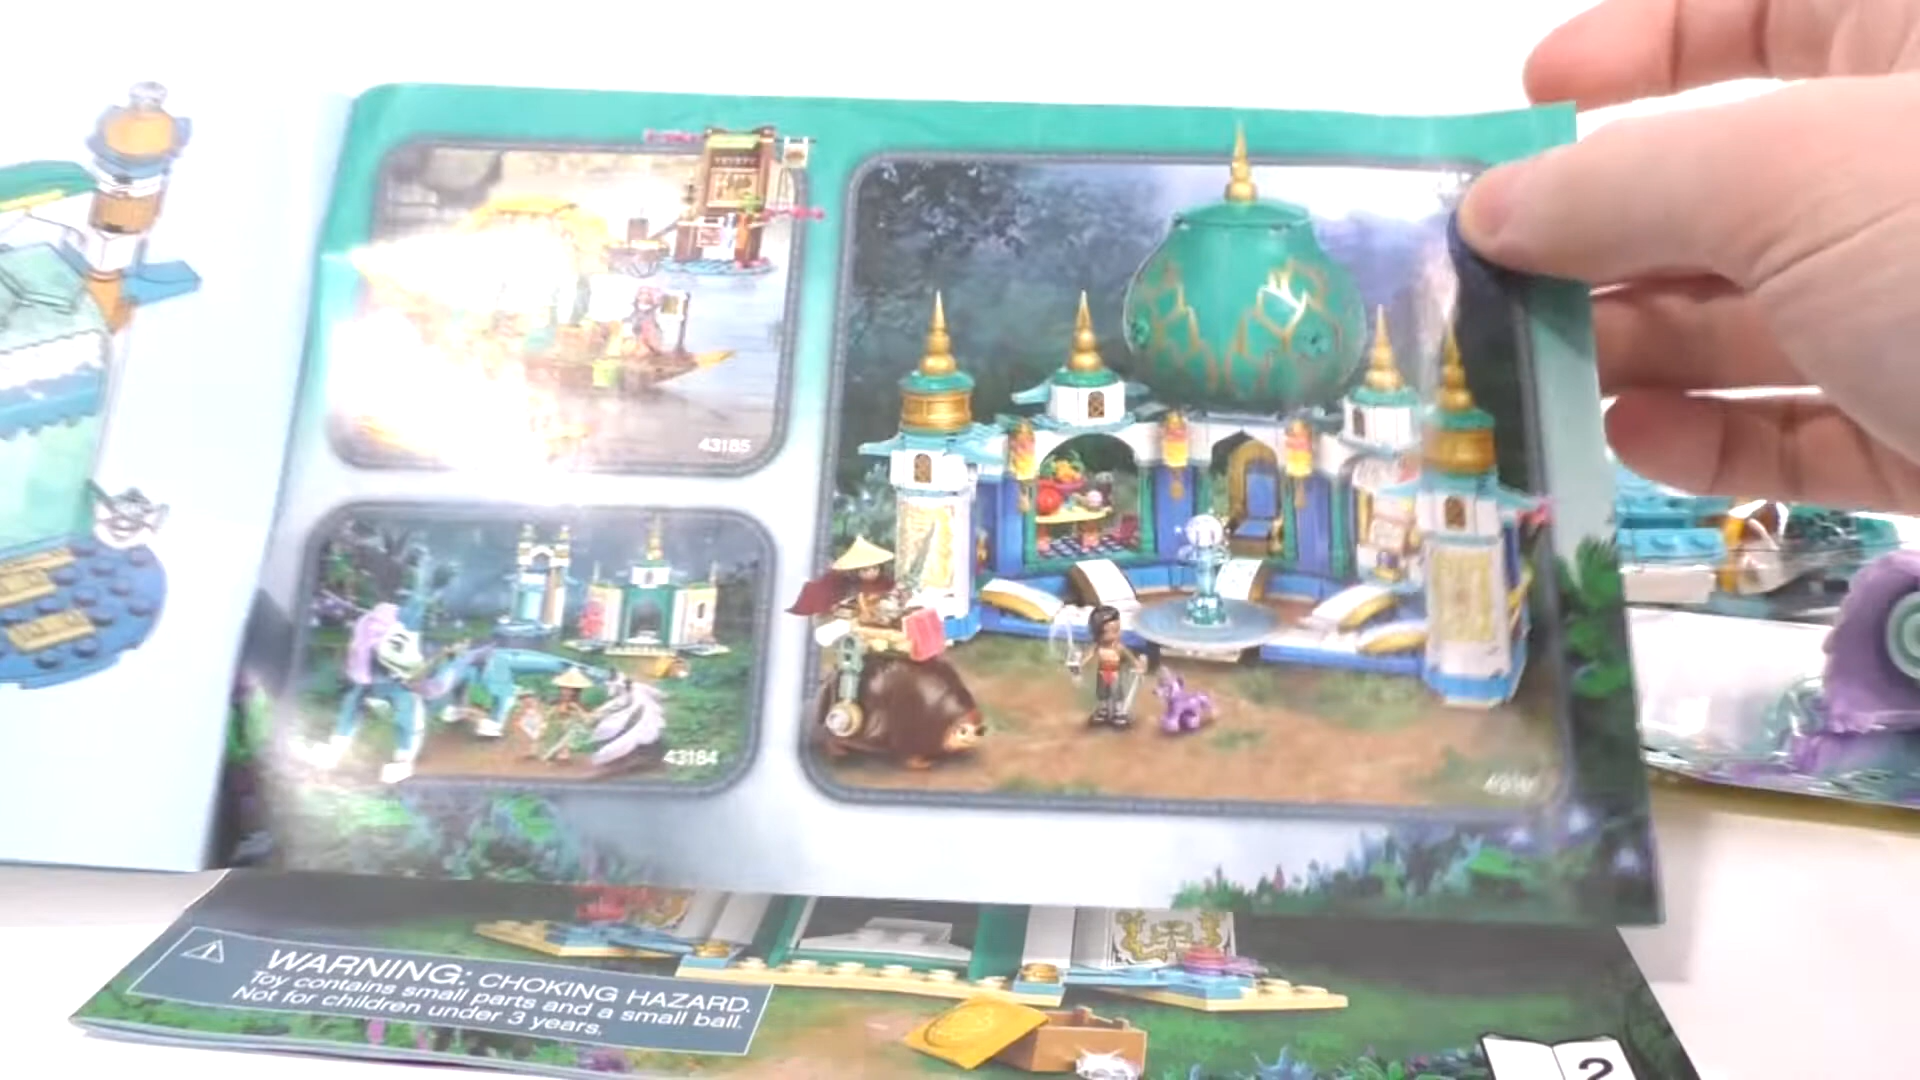 43185
43184
WARNING: CHOKING HAZARD.
Toy contains small parts and a small ball.
Not for children under 3 years.
2